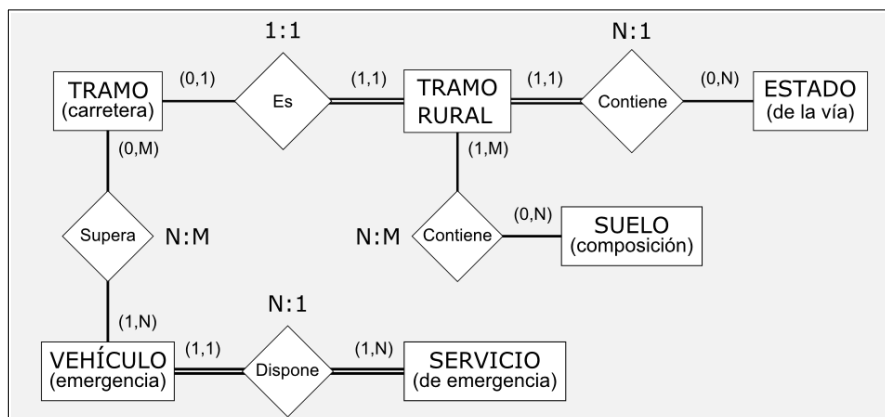 1:1
N:1
TRAMO
(carretera)
(0,1)
Es
(1,1)
TRAMO
RURAL
(1,1)
Contiene
(0,N)
ESTADO
(de la vía)
(0,M)
(1,M)
Supera
N:M
N:M
Contiene
(0,N)
SUELO
(composición)
(1,N)
N:1
VEHÍCULO
(emergencia)
(1,1)
Dispone
(1,N)
SERVICIO
(de emergencia)